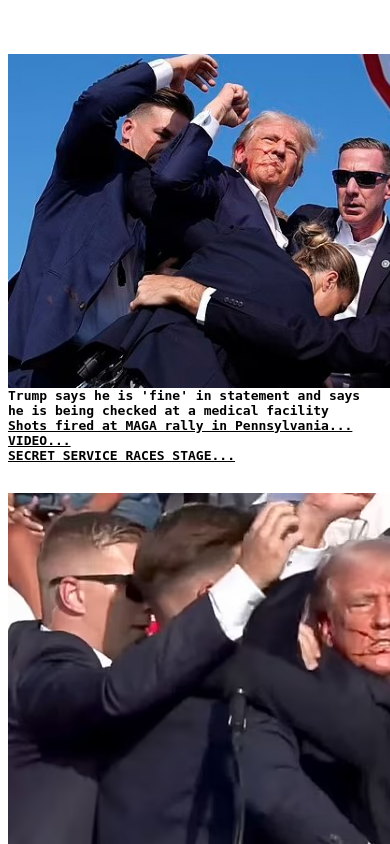 Trump says he is 'fine' in statement and says
he is being checked at a medical facility
Shots fired at MAGA rally in Pennsylvania...
VIDEO...
SECRET SERVICE RACES STAGE...